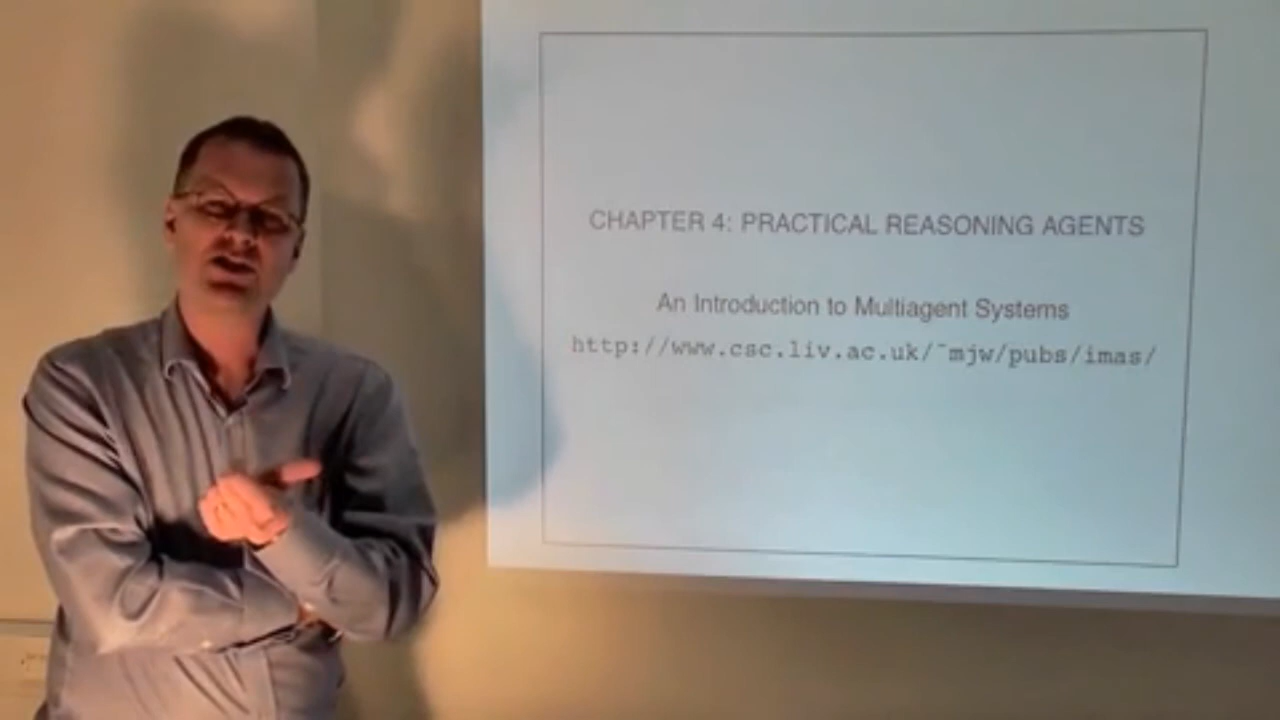 CHAPTER 4: PRACTICAL REASONING AGENTS
An Introduction to Multiagent Systems
http://www.csc.liv.ac.uk/˜mjw/pubs/imas/